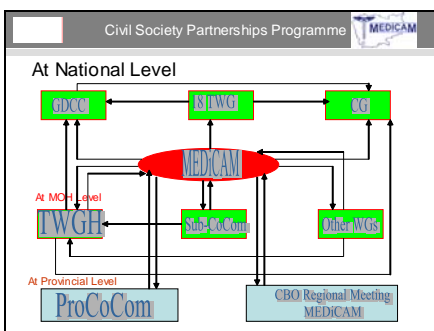 Civil Society Partnerships Programme
MEDiCAM
At National Level
GDCC
18 TWG
CG
MEDiCAM
At MOH Level
TWGH
Sub-CoCom
Other WGs
At Provincial Level
ProCoCom
CBO Regional Meeting
MEDiCAM